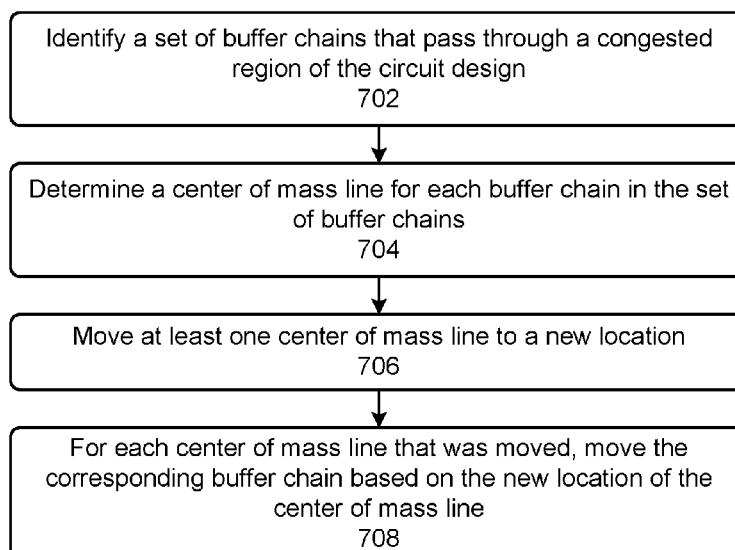 Identify a set of buffer chains that pass through a congested
region of the circuit design
702
Determine a center of mass line for each buffer chain in the set
of buffer chains
704
Move at least one center of mass line to a new location
706
For each center of mass line that was moved, move the
corresponding buffer chain based on the new location of the
center of mass line
708